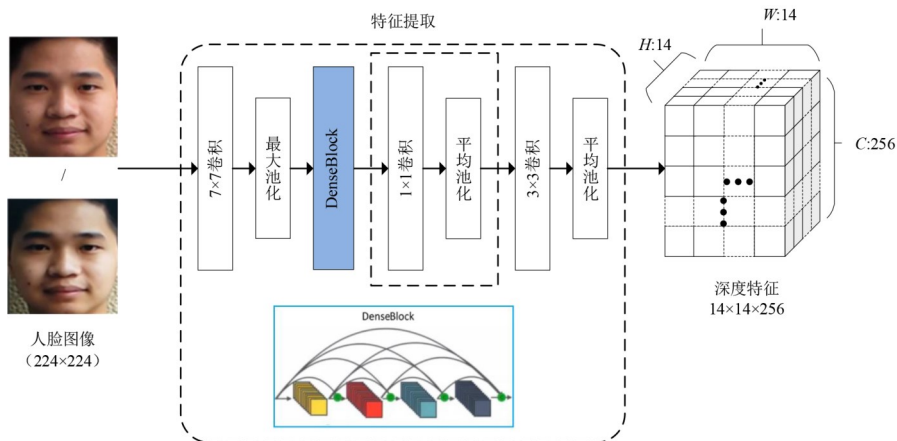 特征提取
W:14
H:14
C:256
7×7卷积
最大池化
DenseBlock
1×1卷积
平均池化
3×3卷积
平均池化
/
人脸图像
（224×224）
DenseBlock
深度特征
14×14×256